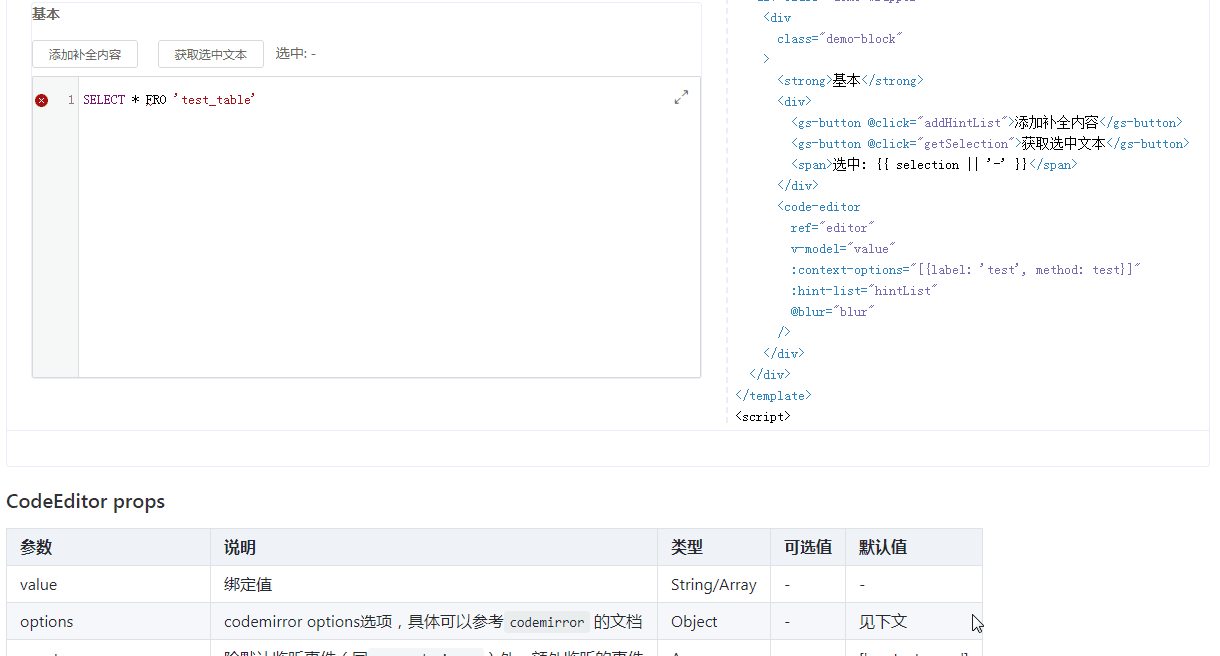 基本
添加补全内容 获取选中文本 选中: -
1 SELECT * FRO 'test_table'
<div
class="demo-block"
>
<strong>基本</strong>
<div>
<gs-button @click="addHintList">添加补全内容</gs-button>
<gs-button @click="getSelection">获取选中文本</gs-button>
<span>选中: {{ selection || '-' }}</span>
</div>
<code-editor
ref="editor"
v-model="value"
:context-options="[{label: 'test', method: test}]"
:hint-list="hintList"
@blur="blur"
/>
</div>
</div>
</template>
<script>
CodeEditor props
参数 说明 类型 可选值 默认值
value 绑定值 String/Array - -
options codemirror options选项，具体可以参考 codemirror 的文档 Object - 见下文